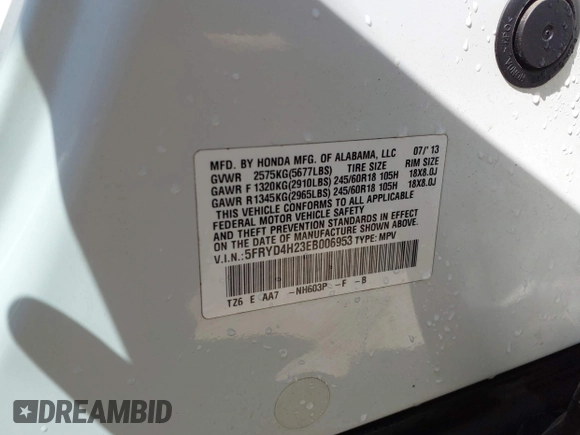 MFD. BY HONDA MFG. OF ALABAMA, LLC 07/'13
GVWR 2575KG(5677LBS) TIRE SIZE RIM SIZE
GAWR F 1320KG(2910LBS) 245/60R18 105H 18X8.0J
GAWR R1345KG(2965LBS) 245/60R18 105H 18X8.0J
THIS VEHICLE CONFORMS TO ALL APPLICABLE
FEDERAL MOTOR VEHICLE SAFETY
AND THEFT PREVENTION STANDARDS IN EFFECT
ON THE DATE OF MANUFACTURE SHOWN ABOVE.
V.I.N.: 5FRYD4H23EB006953 TYPE: MPV
TZ6 E AA7 -NH603P -F -B
DREAMBID